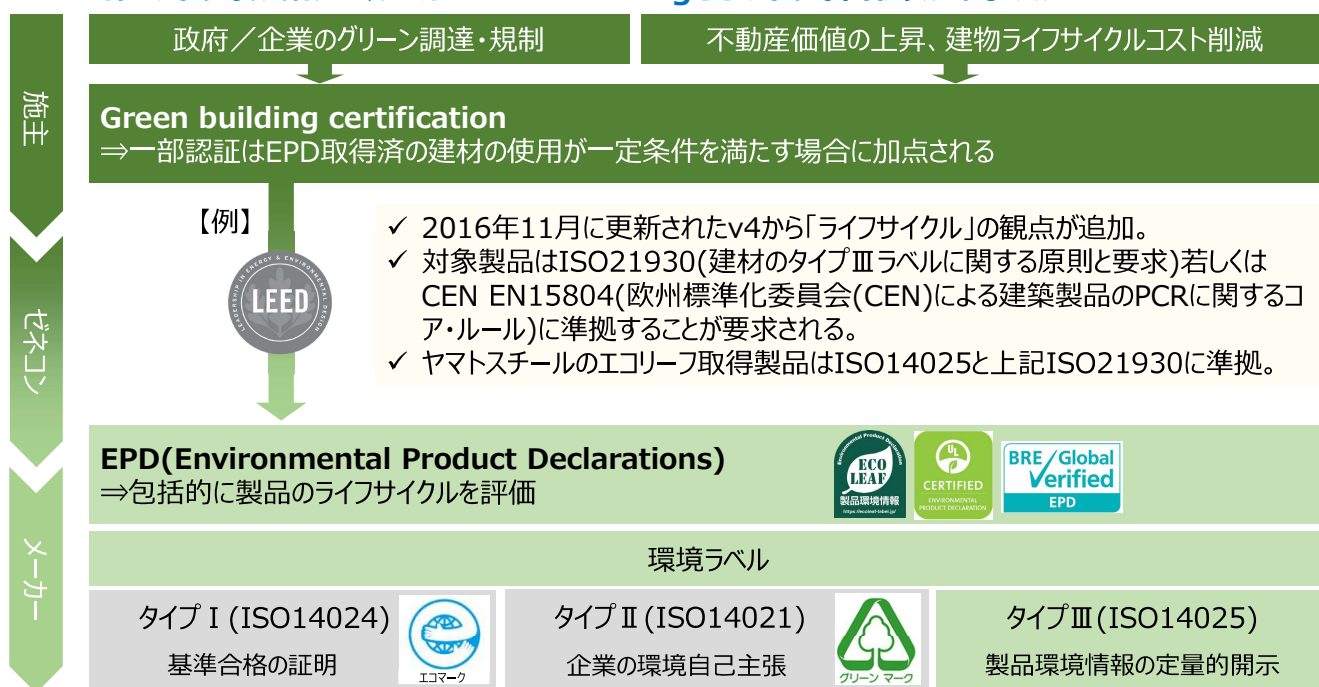 政府／企業のグリーン調達・規制
不動産価値の上昇、建物ライフサイクルコスト削減
施主
Green building certification
⇒一部認証はEPD取得済の建材の使用が一定条件を満たす場合に加点される
【例】
LEADERSHIP IN ENERGY & ENVIRONMENTAL DESIGN
LEED
✓ 2016年11月に更新されたv4から「ライフサイクル」の観点が追加。
✓ 対象製品はISO21930(建材のタイプⅢラベルに関する原則と要求)若しくは
CEN EN15804(欧州標準化委員会(CEN)による建築製品のPCRに関するコ
ア・ルール)に準拠することが要求される。
✓ ヤマトスチールのエコリーフ取得製品はISO14025と上記ISO21930に準拠。
ゼネコン
EPD(Environmental Product Declarations)
⇒包括的に製品のライフサイクルを評価
Environmental Product Declaration
ECO
LEAF
製品環境情報
https://ecoleaf-label.jp/
UL
CERTIFIED
ENVIRONMENTAL
PRODUCT DECLARATION
BRE/Global
Verified
EPD
メーカー
環境ラベル
タイプⅠ(ISO14024)
基準合格の証明
エコマーク
タイプⅡ(ISO14021)
企業の環境自己主張
グリーン マーク
タイプⅢ(ISO14025)
製品環境情報の定量的開示